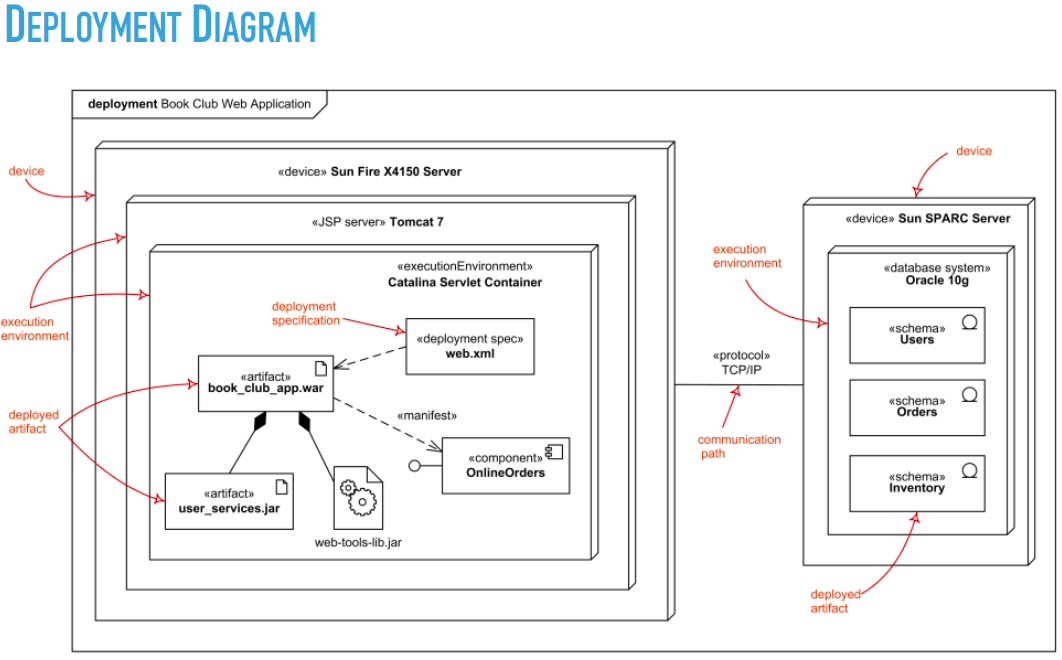 DEPLOYMENT DIAGRAM
deployment Book Club Web Application
device
«device» Sun Fire X4150 Server
«JSP server» Tomcat 7
«executionEnvironment»
Catalina Servlet Container
execution
environment
deployment
specification
«deployment spec»
web.xml
«artifact»
book_club_app.war
«manifest»
deployed
artifact
«component»
OnlineOrders
«artifact»
user_services.jar
web-tools-lib.jar
«protocol»
TCP/IP
communication
path
device
«device» Sun SPARC Server
execution
environment
«database system»
Oracle 10g
«schema»
Users
«schema»
Orders
«schema»
Inventory
deployed
artifact